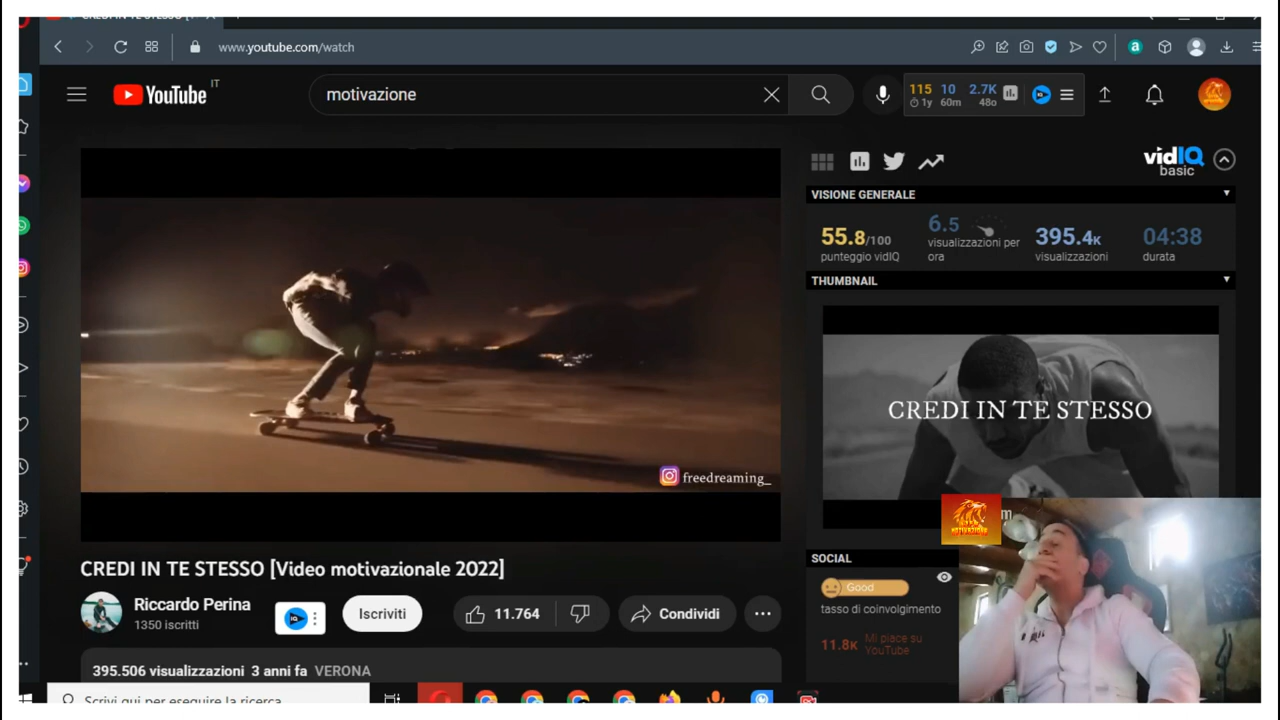 CREDI IN TE STESSO
www.youtube.com/watch
YouTube IT
motivazione
115 10 2.7K
1y 60m 48o
vidIQ
basic
VISIONE GENERALE
55.8/100
punteggio vidIQ
6.5
visualizzazioni per
ora
395.4K
visualizzazioni
04:38
durata
THUMBNAIL
CREDI IN TE STESSO
freedreaming_
CREDI IN TE STESSO [Video motivazionale 2022]
Riccardo Perina
1350 iscritti
Iscriviti
11.764
Condividi
395.506 visualizzazioni 3 anni fa VERONA
SOCIAL
Good
tasso di coinvolgimento
11.8K
Mi piace su
YouTube
Scrivi qui per eseguire la ricerca